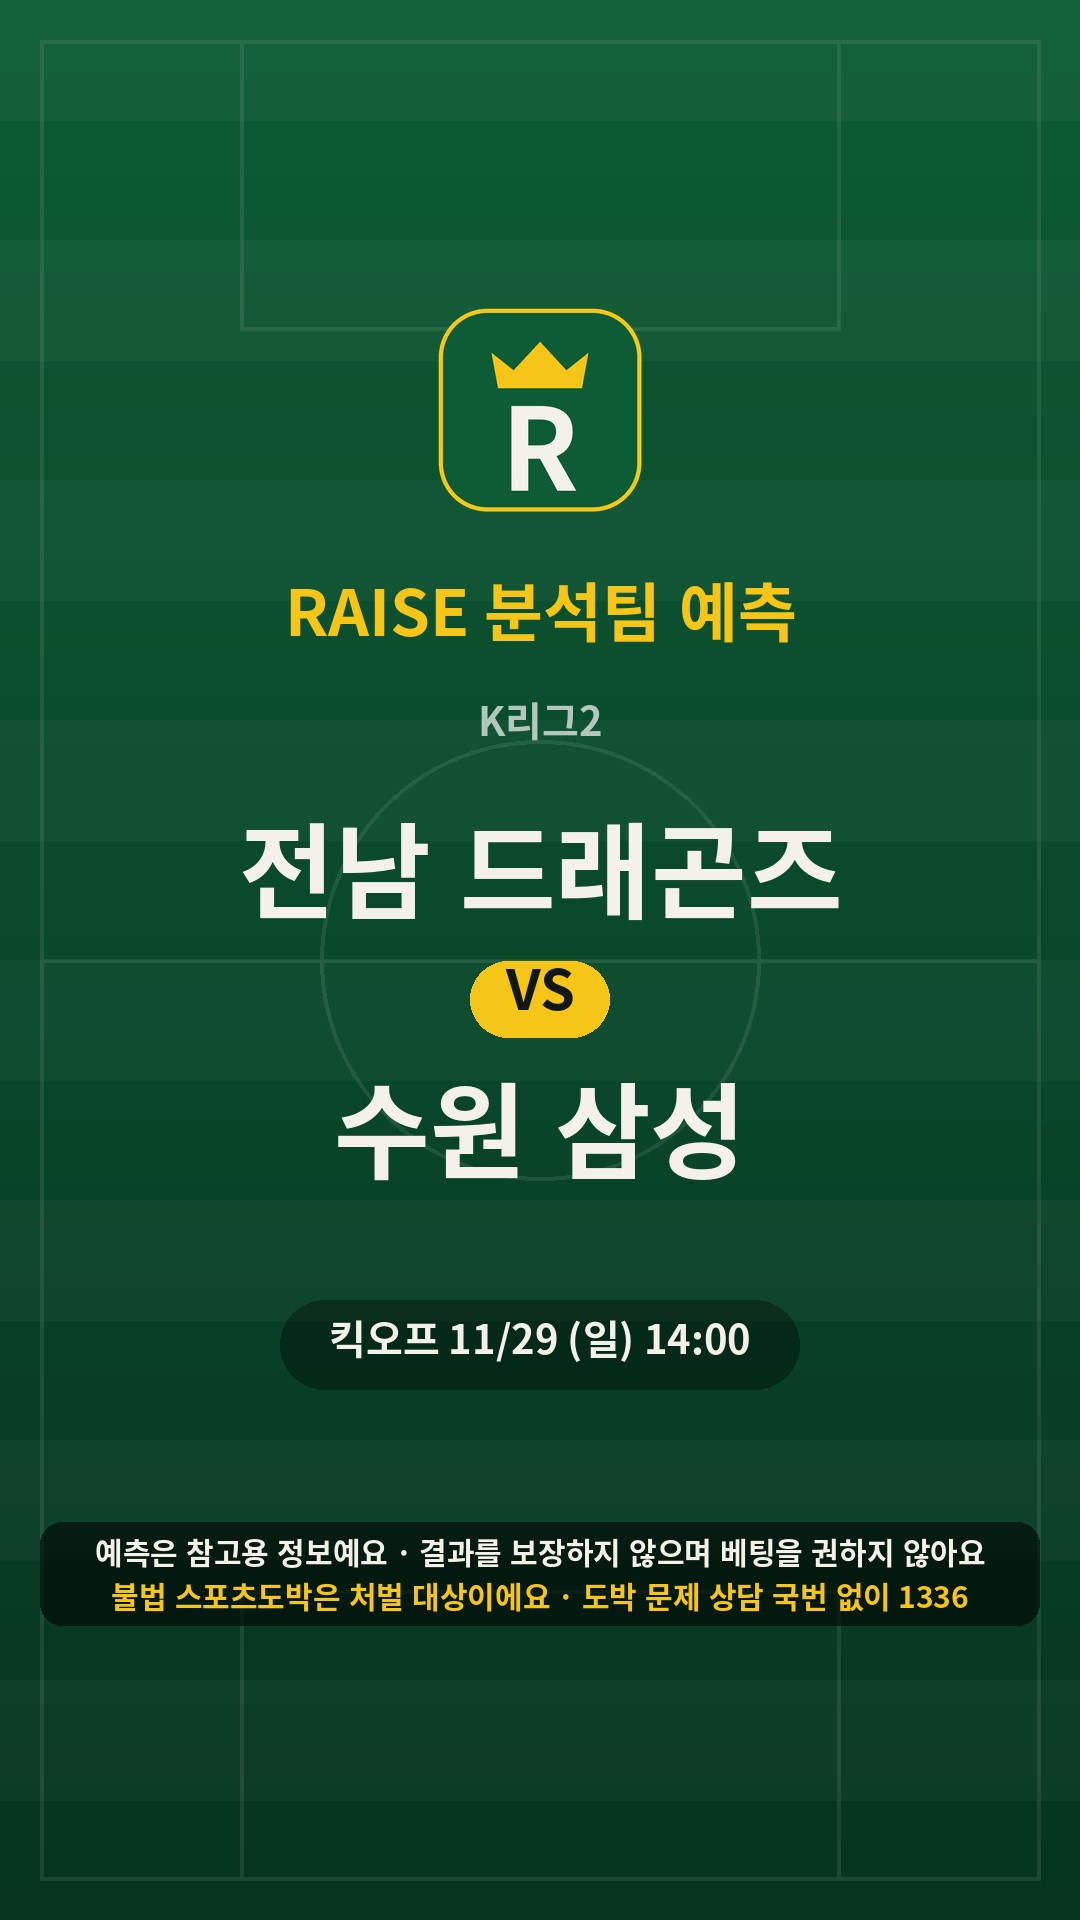 R
RAISE 분석팀 예측
K리그2
전남 드래곤즈
VS
수원 삼성
킥오프 11/29 (일) 14:00
예측은 참고용 정보예요 · 결과를 보장하지 않으며 베팅을 권하지 않아요
불법 스포츠도박은 처벌 대상이에요 · 도박 문제 상담 국번 없이 1336